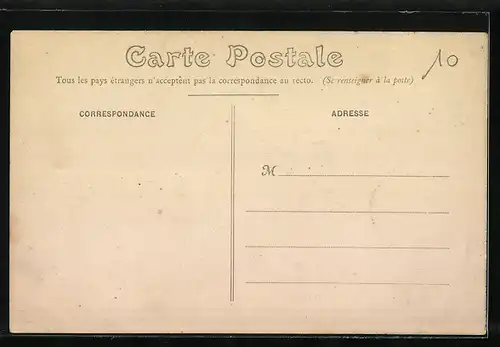 Carte Postale
10
Tous les pays étrangers n'acceptent pas la correspondance au recto. (Se renseigner à la poste)
CORRESPONDANCE
ADRESSE
M